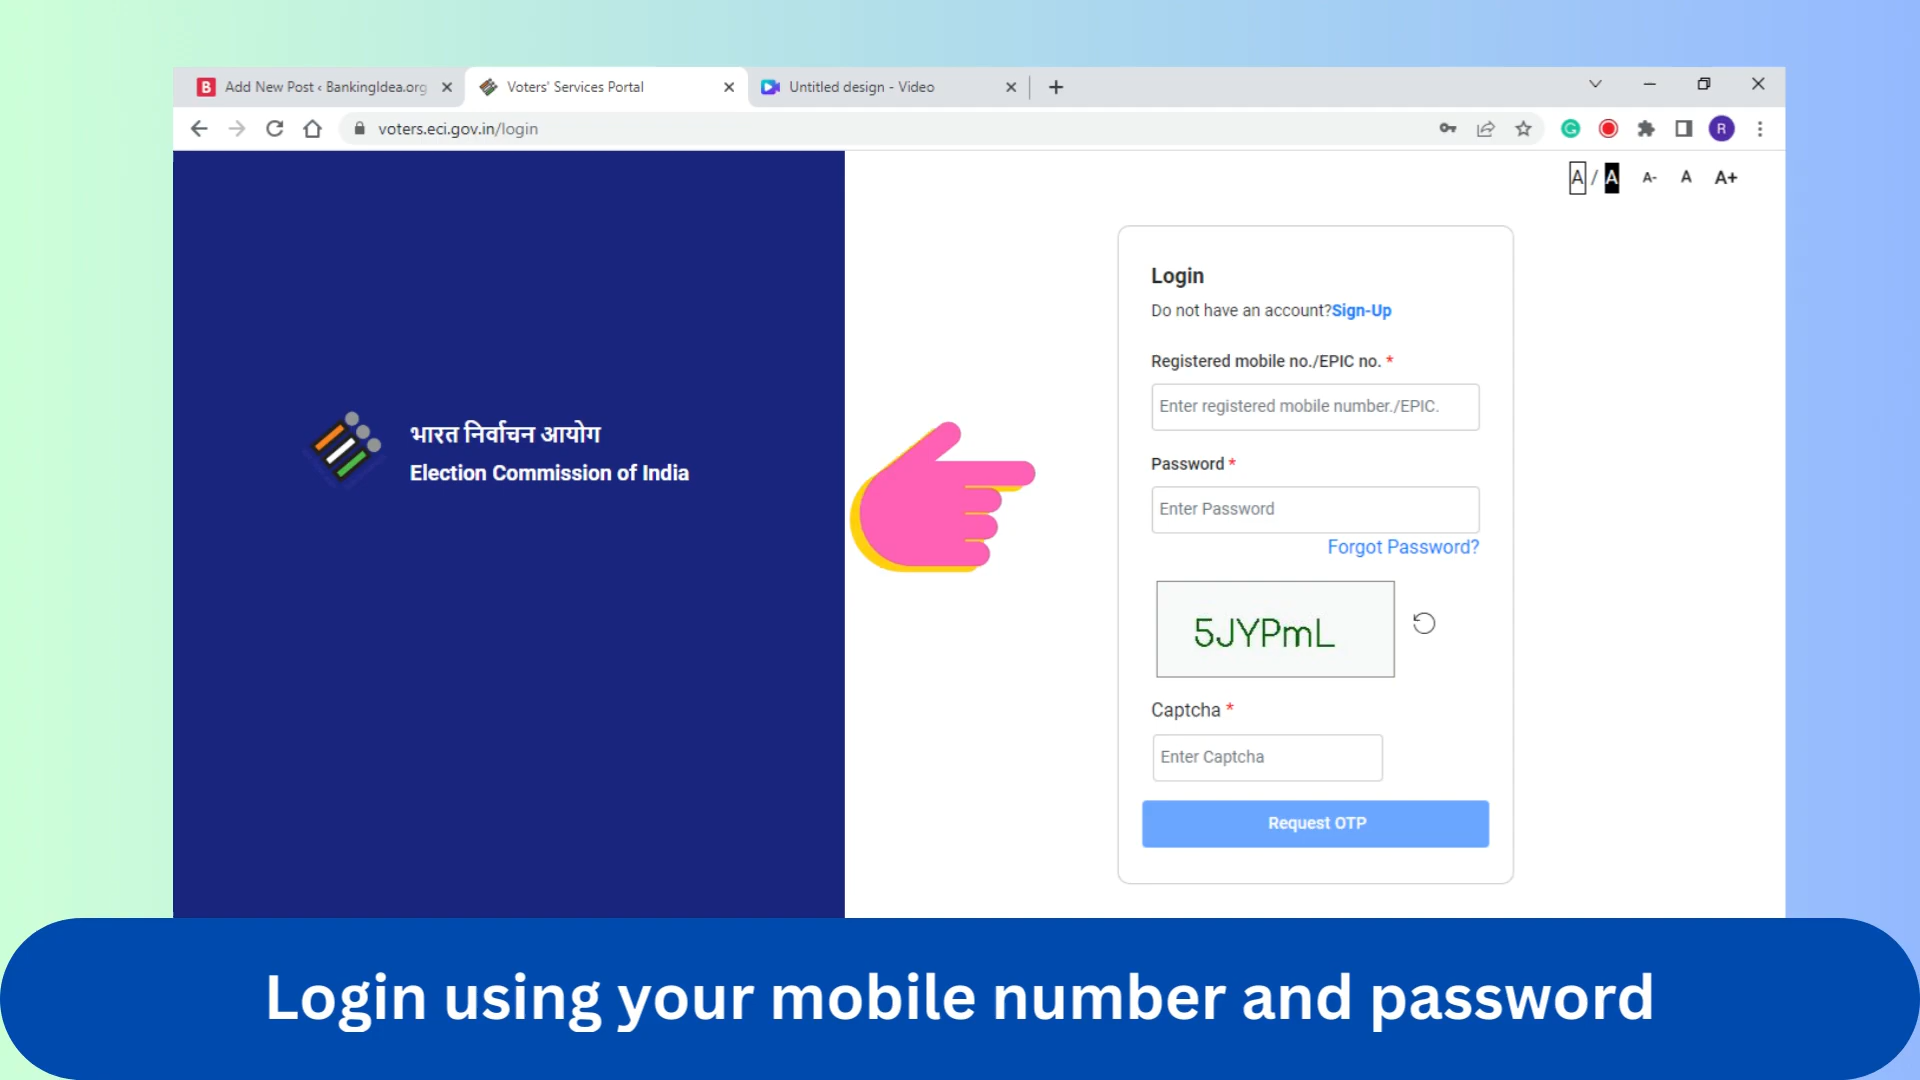 Add New Post ‹ BankingIdea.org
Voters' Services Portal
Untitled design - Video
voters.eci.gov.in/login
R
A / A A- A A+
भारत निर्वाचन आयोग
Election Commission of India
Login
Do not have an account?Sign-Up
Registered mobile no./EPIC no. *
Enter registered mobile number./EPIC.
Password *
Enter Password
Forgot Password?
5JYPmL
Captcha *
Enter Captcha
Request OTP
Login using your mobile number and password